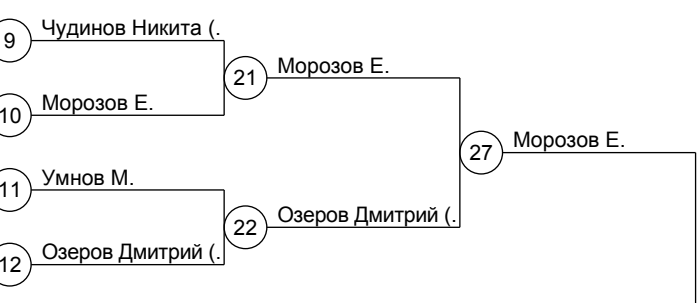 9 Чудинов Никита (.
21 Морозов Е.
10 Морозов Е.
27 Морозов Е.
11 Умнов М.
22 Озеров Дмитрий (.
12 Озеров Дмитрий (.